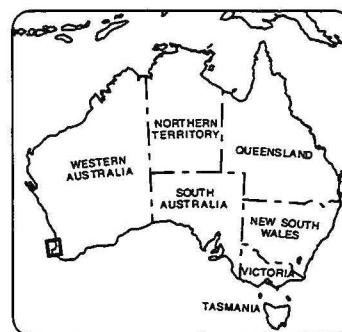 NORTHERN
TERRITORY
QUEENSLAND
WESTERN
AUSTRALIA
SOUTH
AUSTRALIA
NEW SOUTH
WALES
VICTORIA
TASMANIA